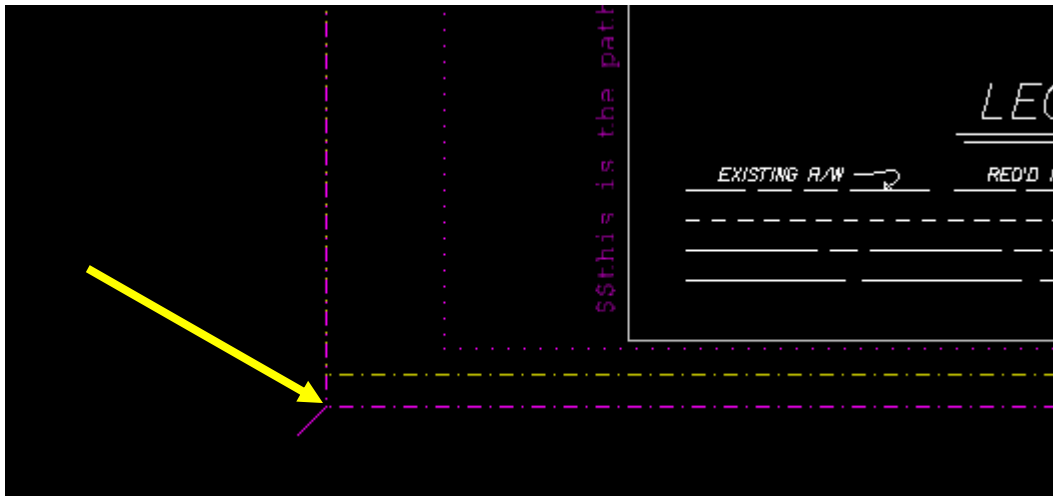 $$this is the path
LEG
EXISTING R/W
REQ'D